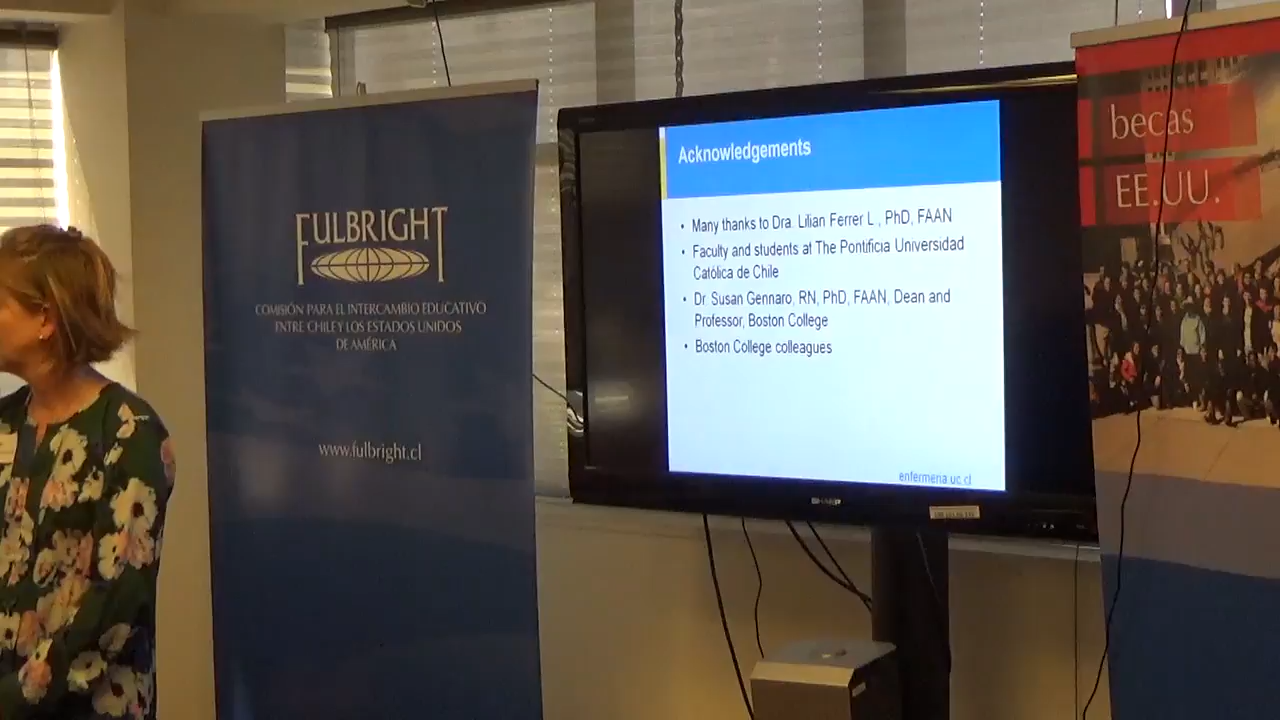 FULBRIGHT
COMISIÓN PARA EL INTERCAMBIO EDUCATIVO
ENTRE CHILE Y LOS ESTADOS UNIDOS
DE AMÉRICA
www.fulbright.cl
Acknowledgements
• Many thanks to Dra. Lilian Ferrer L., PhD, FAAN
• Faculty and students at The Pontificia Universidad
Católica de Chile
• Dr. Susan Gennaro, RN, PhD, FAAN, Dean and
Professor, Boston College
• Boston College colleagues
enfermeria.uc.cl
SHARP
becas
EE.UU.